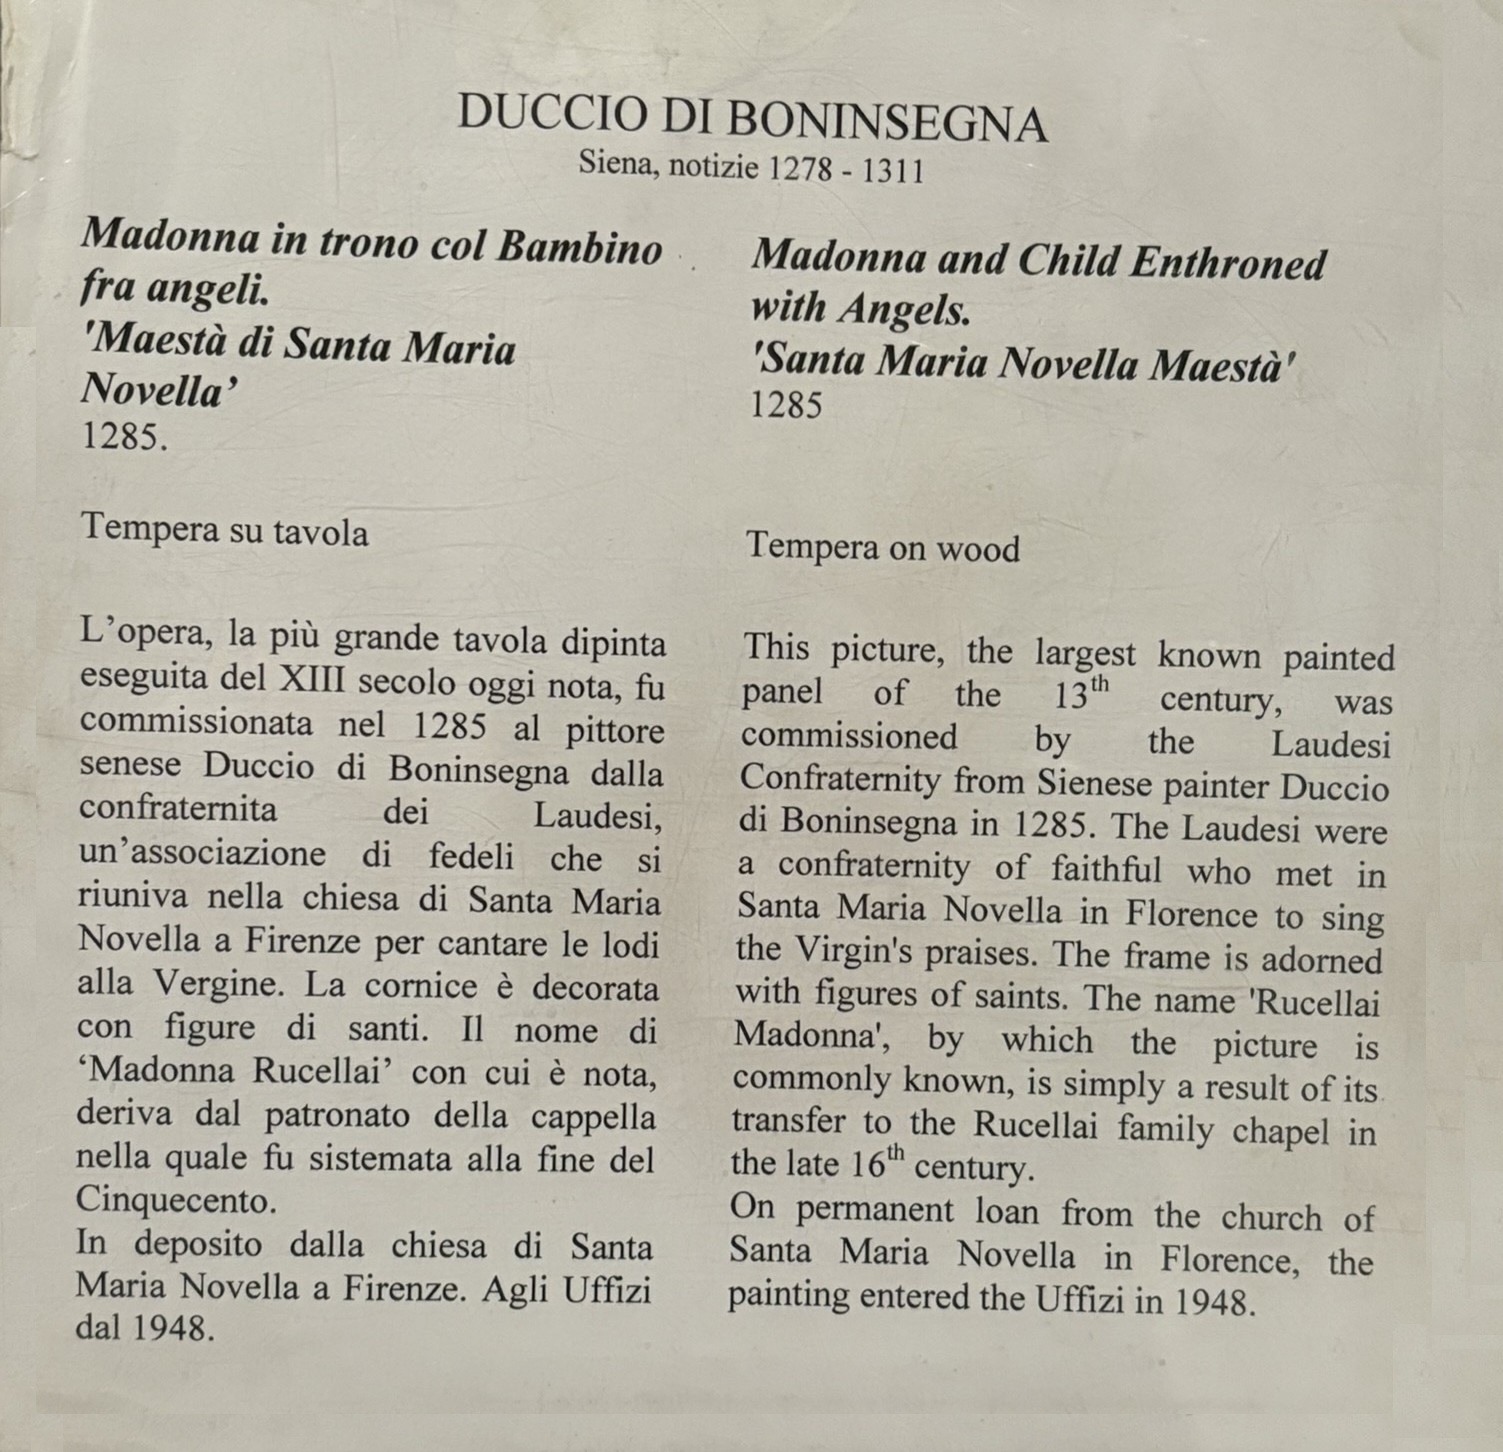 DUCCIO DI BONINSEGNA
Siena, notizie 1278 - 1311
Madonna in trono col Bambino
fra angeli.
'Maestà di Santa Maria
Novella’
1285.
Tempera su tavola
L’opera, la più grande tavola dipinta
eseguita del XIII secolo oggi nota, fu
commissionata nel 1285 al pittore
senese Duccio di Boninsegna dalla
confraternita dei Laudesi,
un’associazione di fedeli che si
riuniva nella chiesa di Santa Maria
Novella a Firenze per cantare le lodi
alla Vergine. La cornice è decorata
con figure di santi. Il nome di
‘Madonna Rucellai’ con cui è nota,
deriva dal patronato della cappella
nella quale fu sistemata alla fine del
Cinquecento.
In deposito dalla chiesa di Santa
Maria Novella a Firenze. Agli Uffizi
dal 1948.
Madonna and Child Enthroned
with Angels.
'Santa Maria Novella Maestà'
1285
Tempera on wood
This picture, the largest known painted
panel of the 13th century, was
commissioned by the Laudesi
Confraternity from Sienese painter Duccio
di Boninsegna in 1285. The Laudesi were
a confraternity of faithful who met in
Santa Maria Novella in Florence to sing
the Virgin's praises. The frame is adorned
with figures of saints. The name 'Rucellai
Madonna', by which the picture is
commonly known, is simply a result of its
transfer to the Rucellai family chapel in
the late 16th century.
On permanent loan from the church of
Santa Maria Novella in Florence, the
painting entered the Uffizi in 1948.